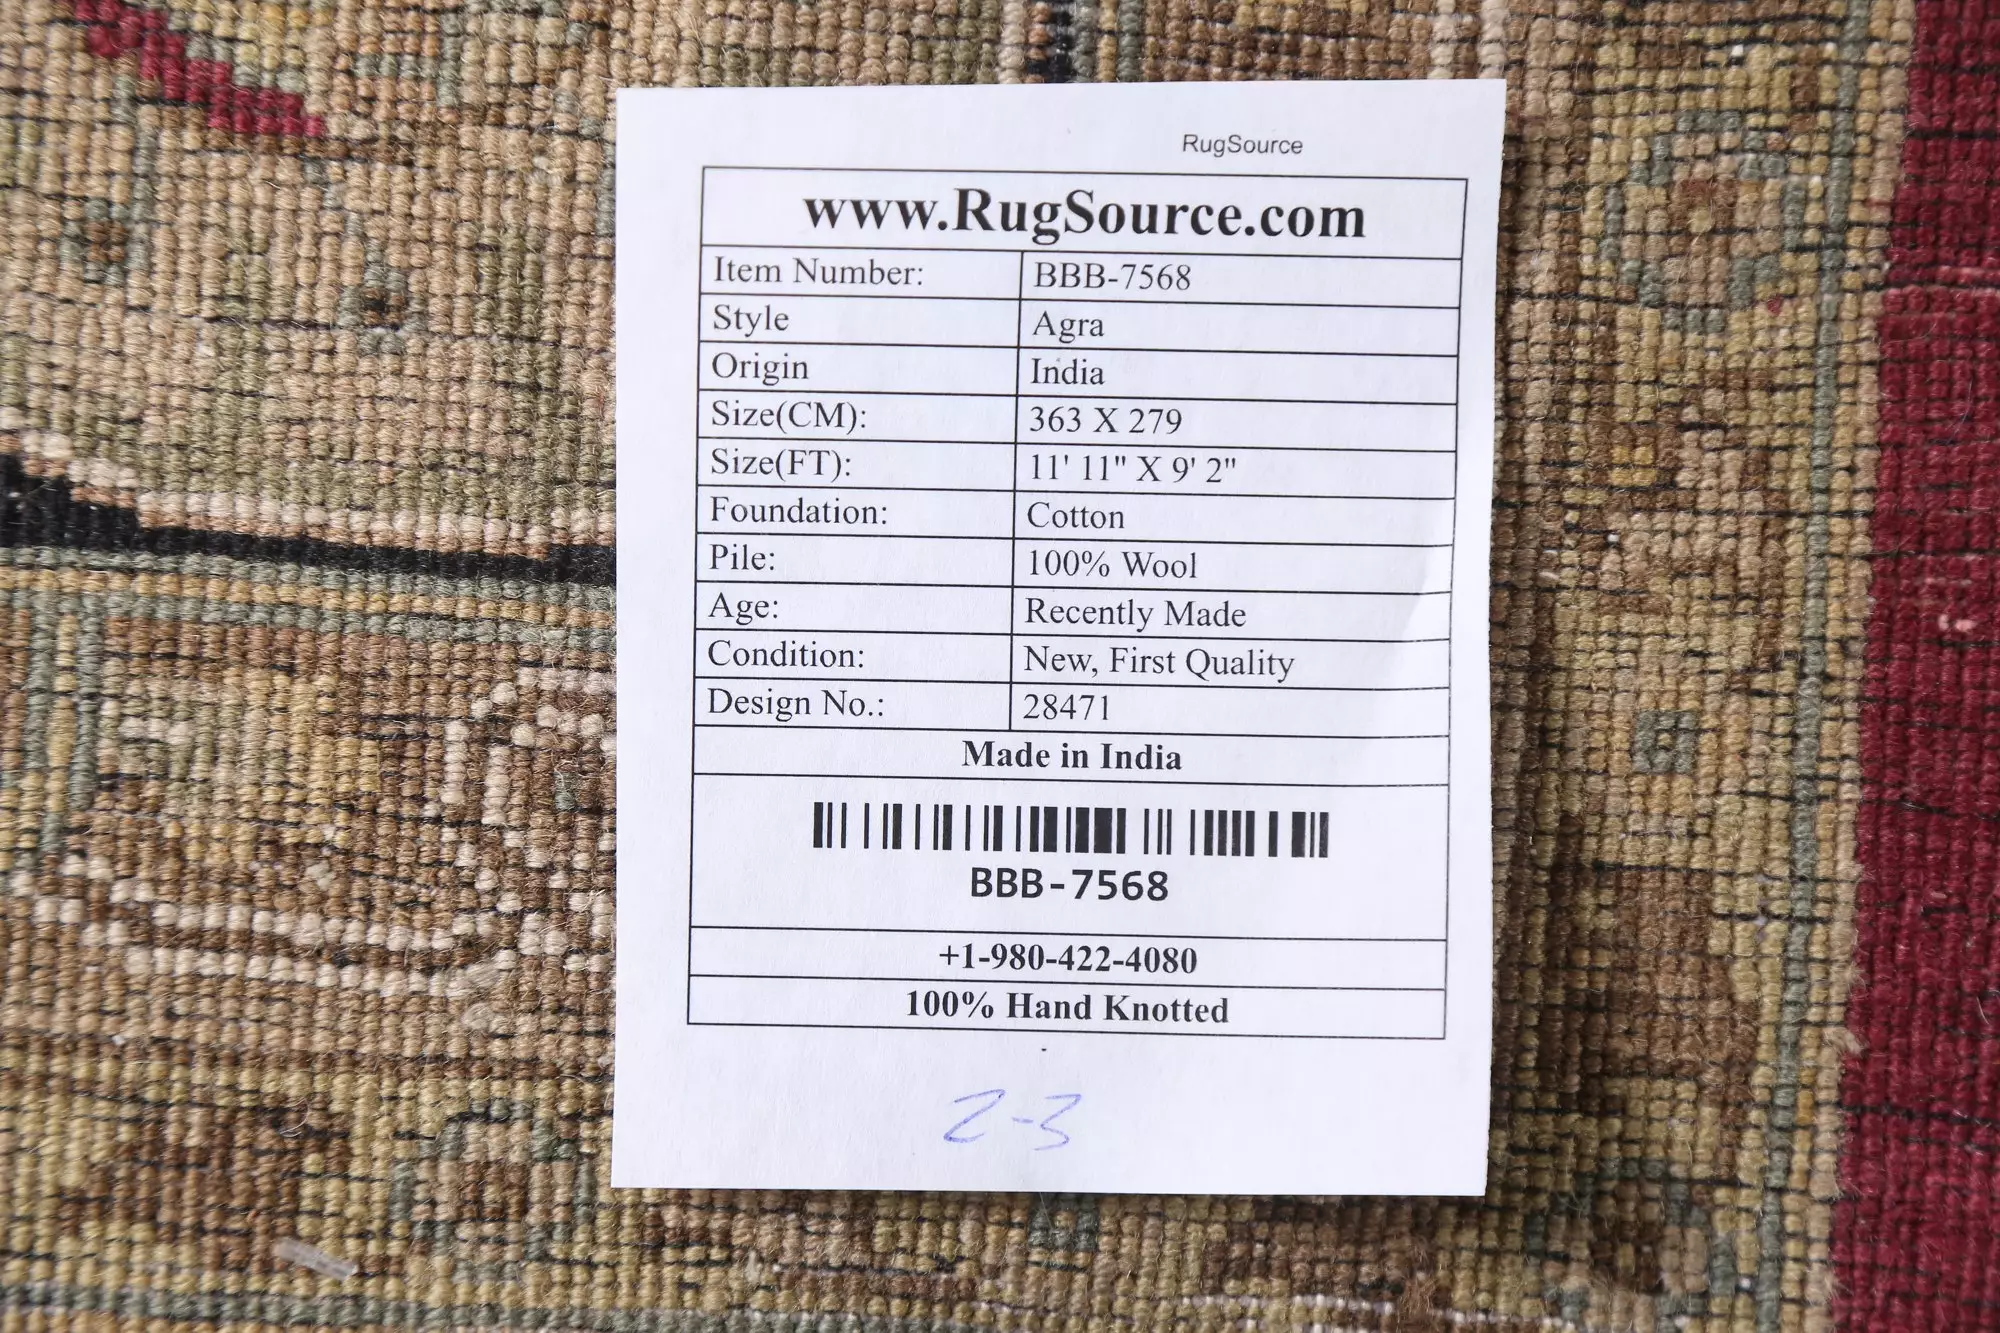 RugSource
www.RugSource.com
Item Number: BBB-7568
Style Agra
Origin India
Size(CM): 363 X 279
Size(FT): 11' 11" X 9' 2"
Foundation: Cotton
Pile: 100% Wool
Age: Recently Made
Condition: New, First Quality
Design No.: 28471
Made in India
BBB-7568
+1-980-422-4080
100% Hand Knotted
2-3